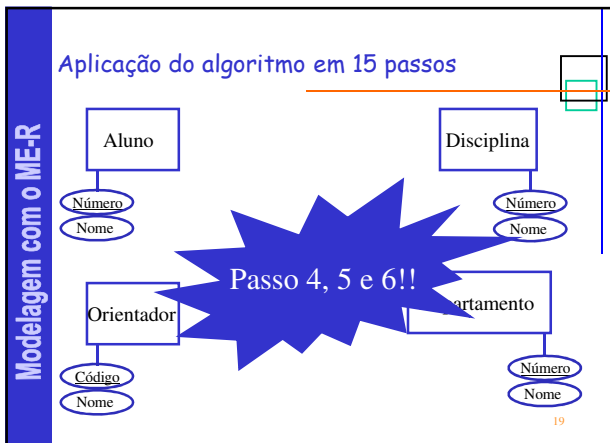 Modelagem com o ME-R
Aplicação do algoritmo em 15 passos
Aluno
Número
Nome
Disciplina
Número
Nome
Passo 4, 5 e 6!!
Orientador
Código
Nome
partamento
Número
Nome
19